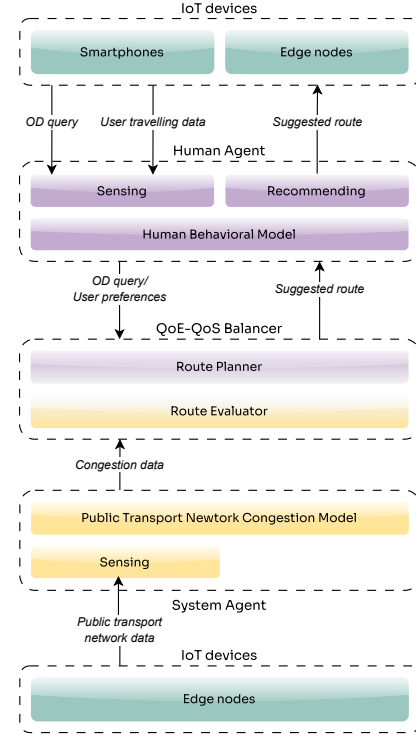 IoT devices
Smartphones
Edge nodes
OD query
User travelling data
Suggested route
Human Agent
Sensing
Recommending
Human Behavioral Model
OD query/
User preferences
Suggested route
QoE-QoS Balancer
Route Planner
Route Evaluator
Congestion data
Public Transport Newtork Congestion Model
Sensing
System Agent
Public transport
network data
IoT devices
Edge nodes